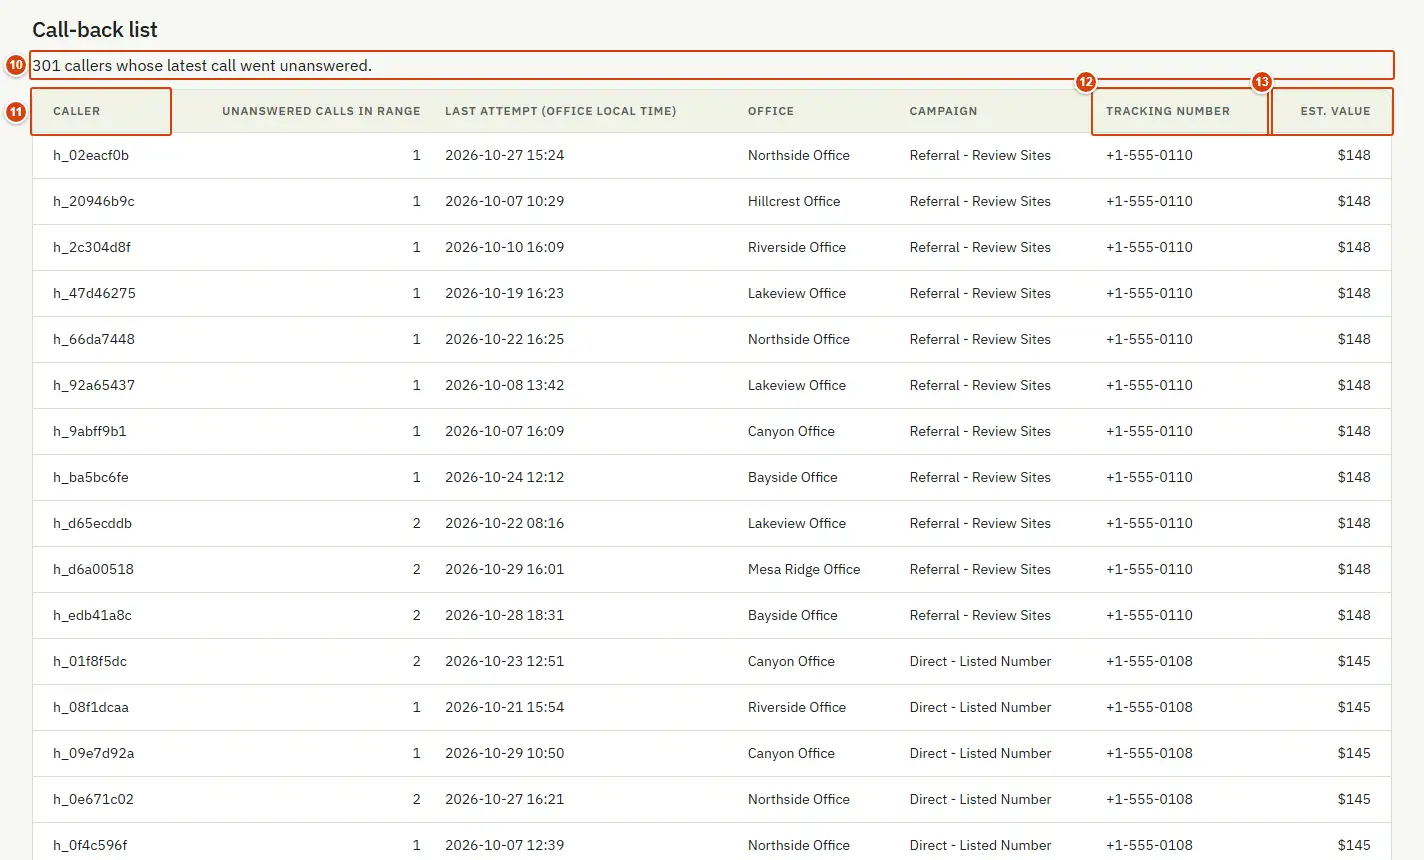 Call-back list
10 301 callers whose latest call went unanswered.
12 13
11 CALLER UNANSWERED CALLS IN RANGE LAST ATTEMPT (OFFICE LOCAL TIME) OFFICE CAMPAIGN TRACKING NUMBER EST. VALUE
h_02eacf0b 1 2026-10-27 15:24 Northside Office Referral - Review Sites +1-555-0110 $148
h_20946b9c 1 2026-10-07 10:29 Hillcrest Office Referral - Review Sites +1-555-0110 $148
h_2c304d8f 1 2026-10-10 16:09 Riverside Office Referral - Review Sites +1-555-0110 $148
h_47d46275 1 2026-10-19 16:23 Lakeview Office Referral - Review Sites +1-555-0110 $148
h_66da7448 1 2026-10-22 16:25 Northside Office Referral - Review Sites +1-555-0110 $148
h_92a65437 1 2026-10-08 13:42 Lakeview Office Referral - Review Sites +1-555-0110 $148
h_9abff9b1 1 2026-10-07 16:09 Canyon Office Referral - Review Sites +1-555-0110 $148
h_ba5bc6fe 1 2026-10-24 12:12 Bayside Office Referral - Review Sites +1-555-0110 $148
h_d65ecddb 2 2026-10-22 08:16 Lakeview Office Referral - Review Sites +1-555-0110 $148
h_d6a00518 2 2026-10-29 16:01 Mesa Ridge Office Referral - Review Sites +1-555-0110 $148
h_edb41a8c 2 2026-10-28 18:31 Bayside Office Referral - Review Sites +1-555-0110 $148
h_01f8f5dc 2 2026-10-23 12:51 Canyon Office Direct - Listed Number +1-555-0108 $145
h_08f1dcaa 1 2026-10-21 15:54 Riverside Office Direct - Listed Number +1-555-0108 $145
h_09e7d92a 1 2026-10-29 10:50 Canyon Office Direct - Listed Number +1-555-0108 $145
h_0e671c02 2 2026-10-27 16:21 Northside Office Direct - Listed Number +1-555-0108 $145
h_0f4c596f 1 2026-10-07 12:39 Northside Office Direct - Listed Number +1-555-0108 $145